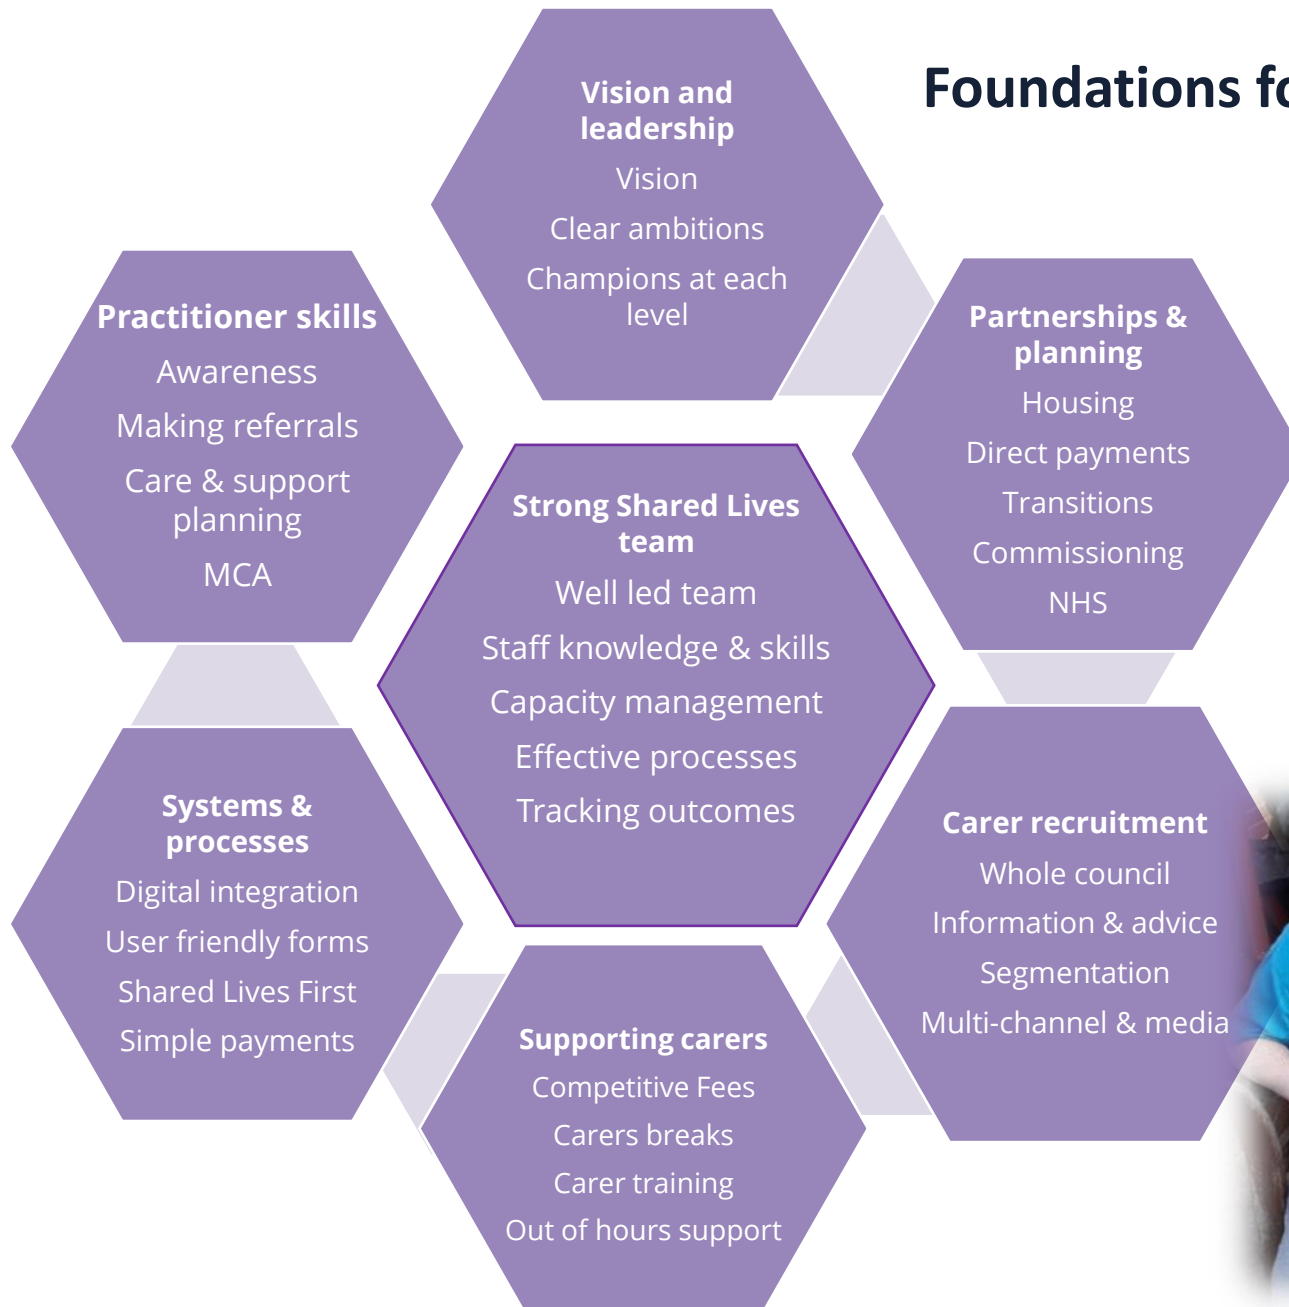 Foundations fo
Vision and
leadership
Vision
Clear ambitions
Champions at each
level
Practitioner skills
Awareness
Making referrals
Care & support
planning
MCA
Partnerships &
planning
Housing
Direct payments
Transitions
Commissioning
NHS
Strong Shared Lives
team
Well led team
Staff knowledge & skills
Capacity management
Effective processes
Tracking outcomes
Systems &
processes
Digital integration
User friendly forms
Shared Lives First
Simple payments
Carer recruitment
Whole council
Information & advice
Segmentation
Multi-channel & media
Supporting carers
Competitive Fees
Carers breaks
Carer training
Out of hours support